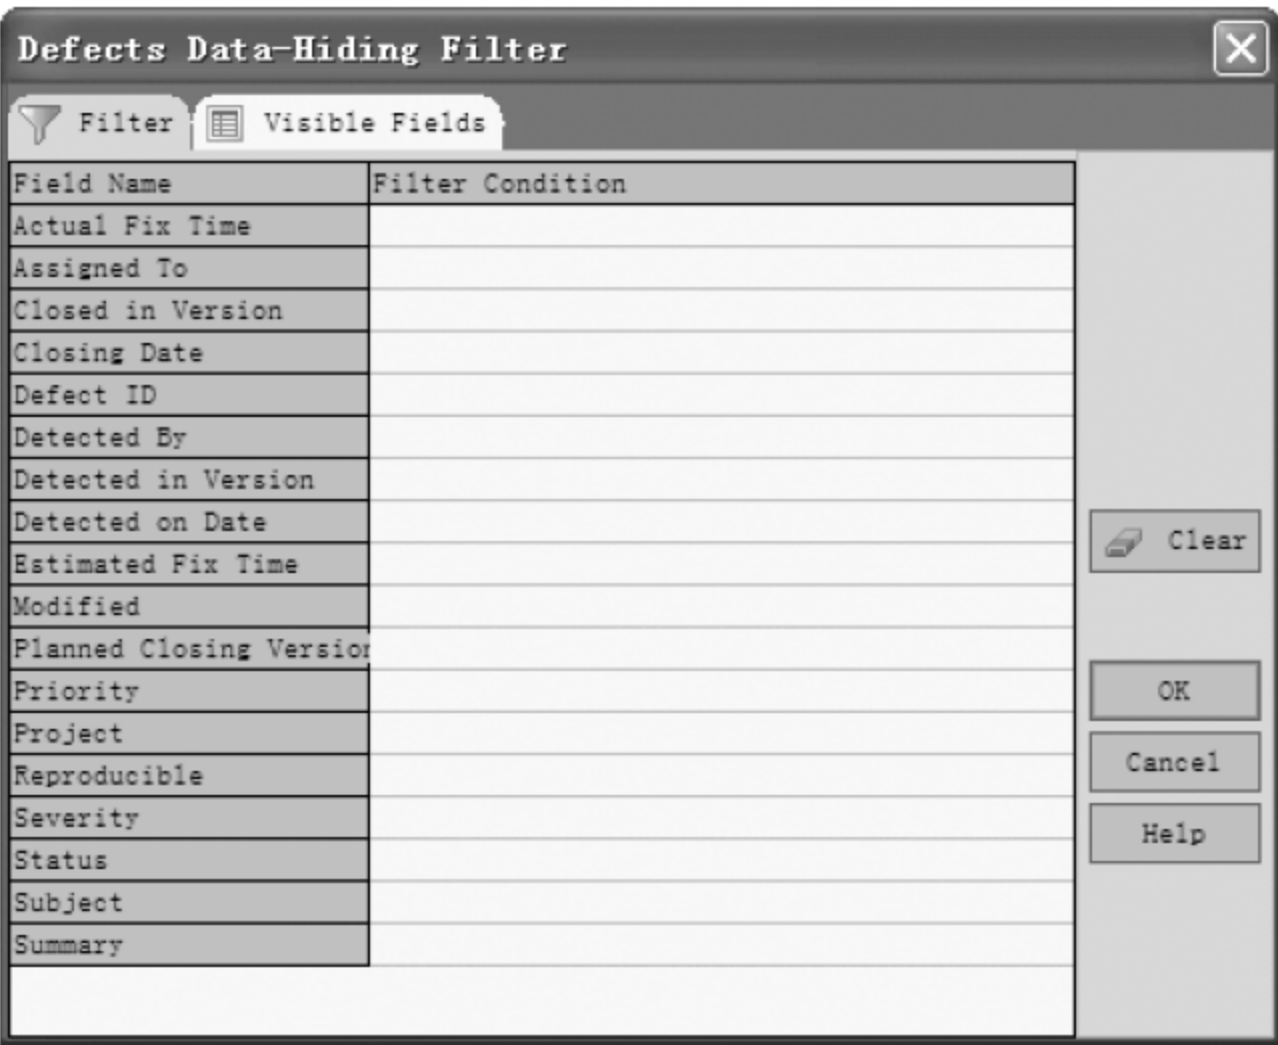 Defects Data-Hiding Filter
Filter Visible Fields
Field Name Filter Condition
Actual Fix Time
Assigned To
Closed in Version
Closing Date
Defect ID
Detected By
Detected in Version
Detected on Date
Estimated Fix Time
Clear
Modified
Planned Closing Version
Priority
OK
Project
Cancel
Reproducible
Severity
Help
Status
Subject
Summary